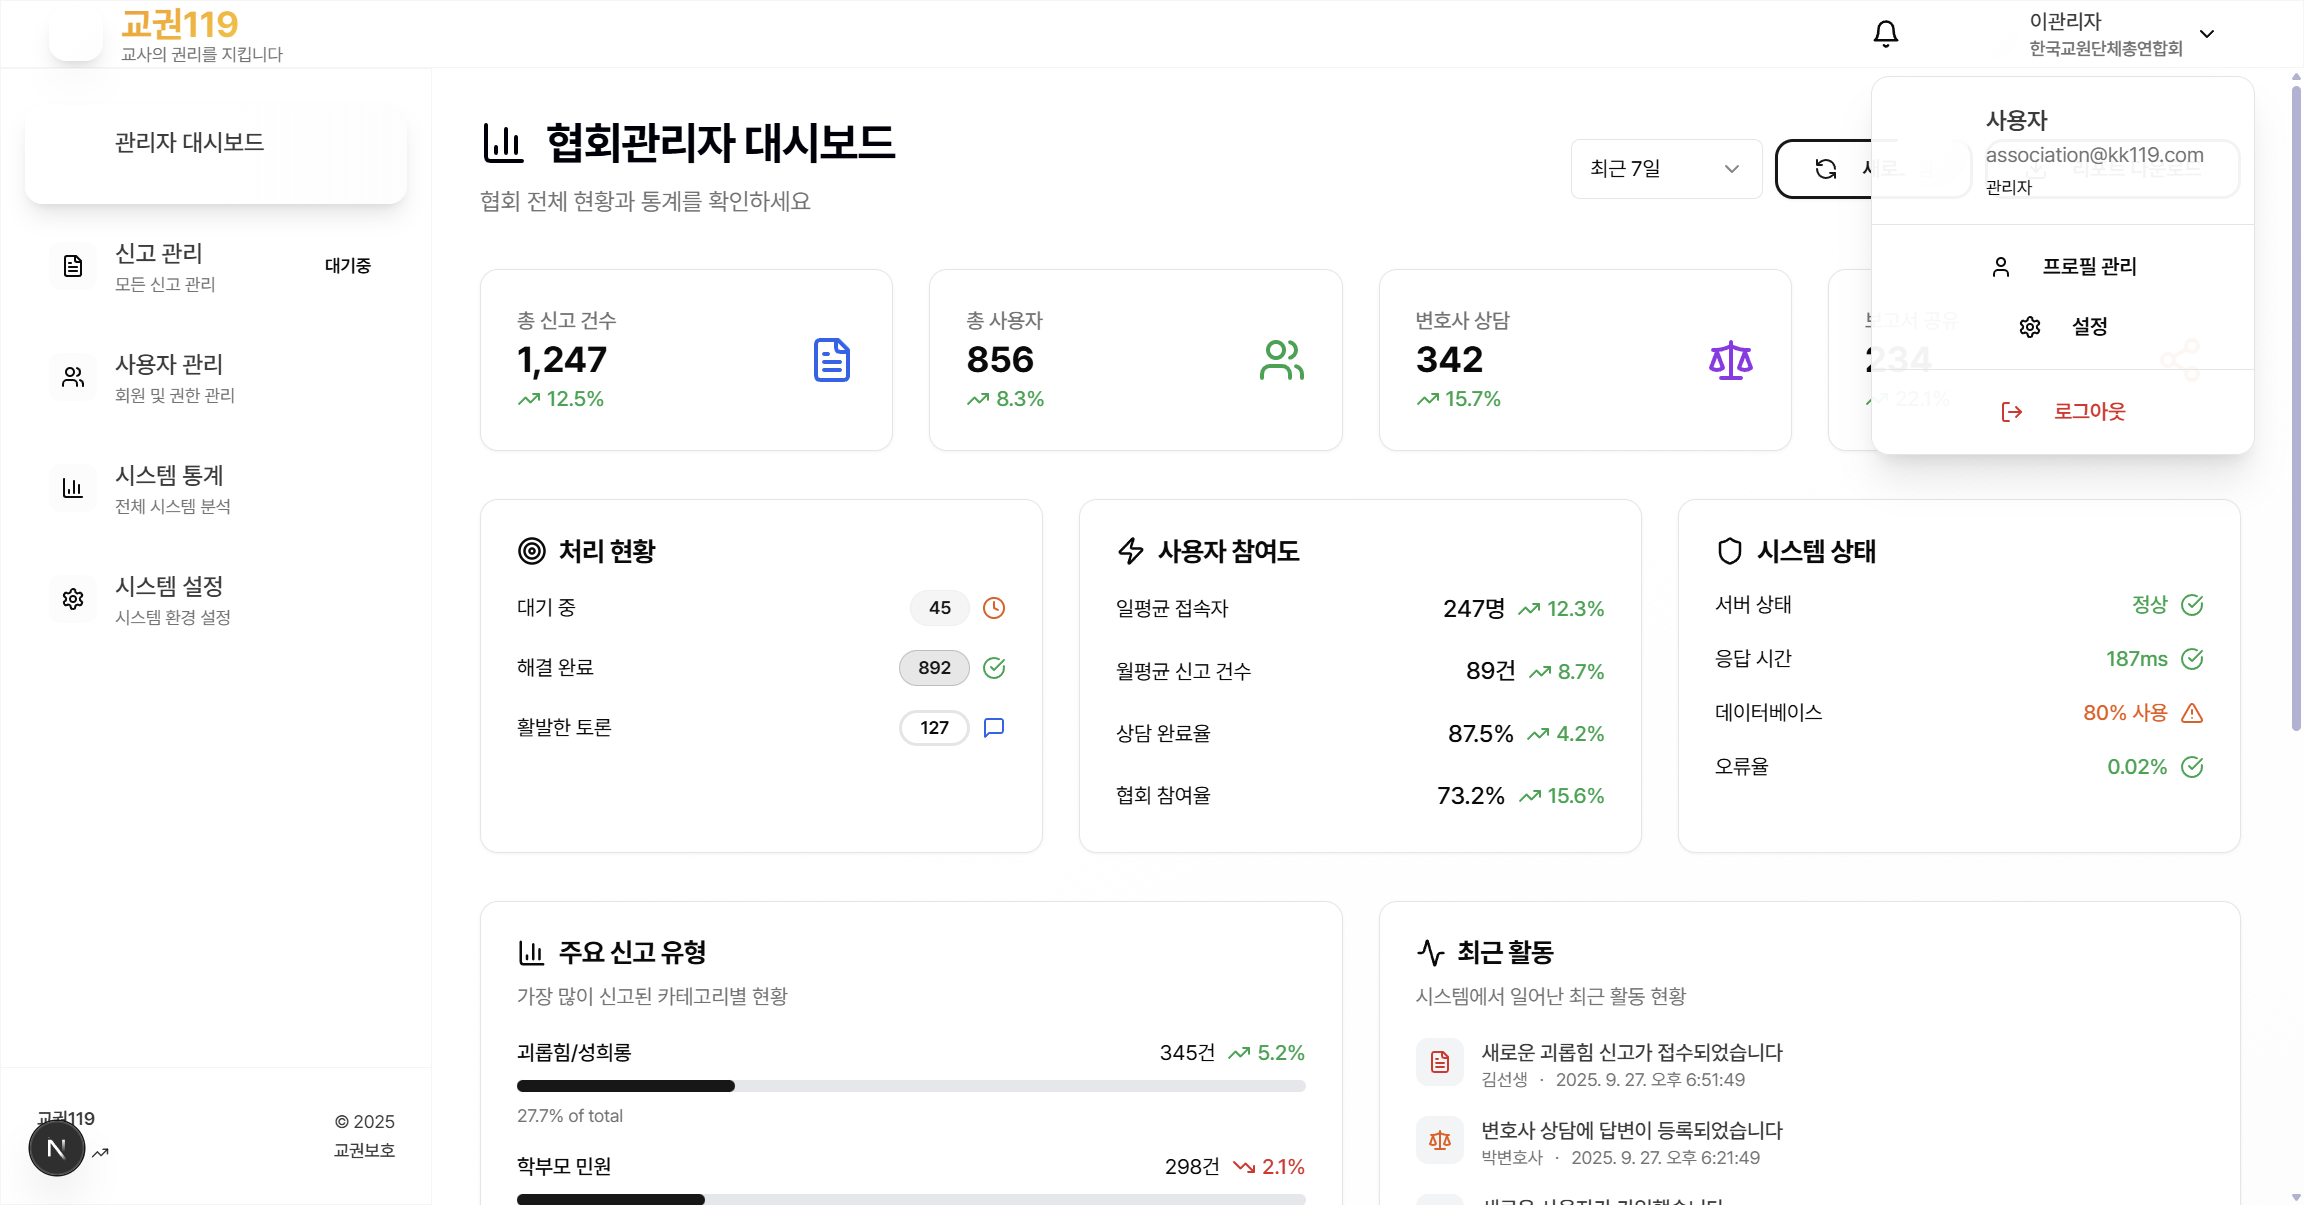 교권119
교사의 권리를 지킵니다
이관리자
한국교원단체총연합회
관리자 대시보드
신고 관리
모든 신고 관리
대기중
사용자 관리
회원 및 권한 관리
시스템 통계
전체 시스템 분석
시스템 설정
시스템 환경 설정
교권119
© 2025
교권보호
N
협회관리자 대시보드
협회 전체 현황과 통계를 확인하세요
최근 7일
새로
리포트 다운로드
사용자
association@kk119.com
관리자
프로필 관리
설정
로그아웃
총 신고 건수
1,247
12.5%
총 사용자
856
8.3%
변호사 상담
342
15.7%
보고서 공유
234
22.1%
처리 현황
대기 중
45
해결 완료
892
활발한 토론
127
사용자 참여도
일평균 접속자
247명
12.3%
월평균 신고 건수
89건
8.7%
상담 완료율
87.5%
4.2%
협회 참여율
73.2%
15.6%
시스템 상태
서버 상태
정상
응답 시간
187ms
데이터베이스
80% 사용
오류율
0.02%
주요 신고 유형
가장 많이 신고된 카테고리별 현황
괴롭힘/성희롱
345건
5.2%
27.7% of total
학부모 민원
298건
2.1%
최근 활동
시스템에서 일어난 최근 활동 현황
새로운 괴롭힘 신고가 접수되었습니다
김선생 · 2025. 9. 27. 오후 6:51:49
변호사 상담에 답변이 등록되었습니다
박변호사 · 2025. 9. 27. 오후 6:21:49